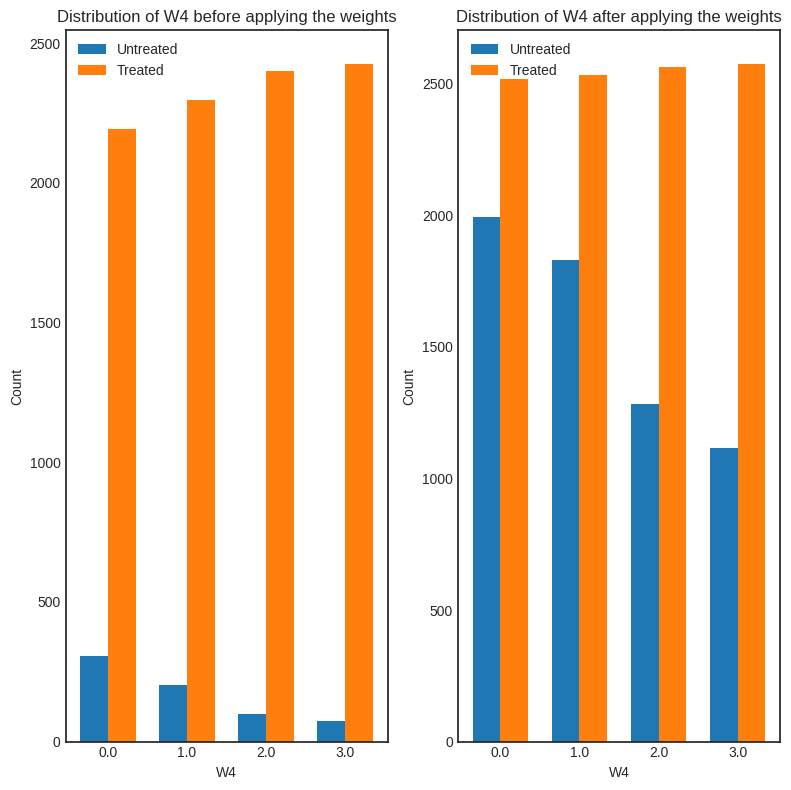 Distribution of W4 before applying the weights
Untreated
Treated
2500
2000
1500
1000
500
0
Count
0.0 1.0 2.0 3.0
W4
Distribution of W4 after applying the weights
Untreated
Treated
2500
2000
1500
1000
500
0
Count
0.0 1.0 2.0 3.0
W4